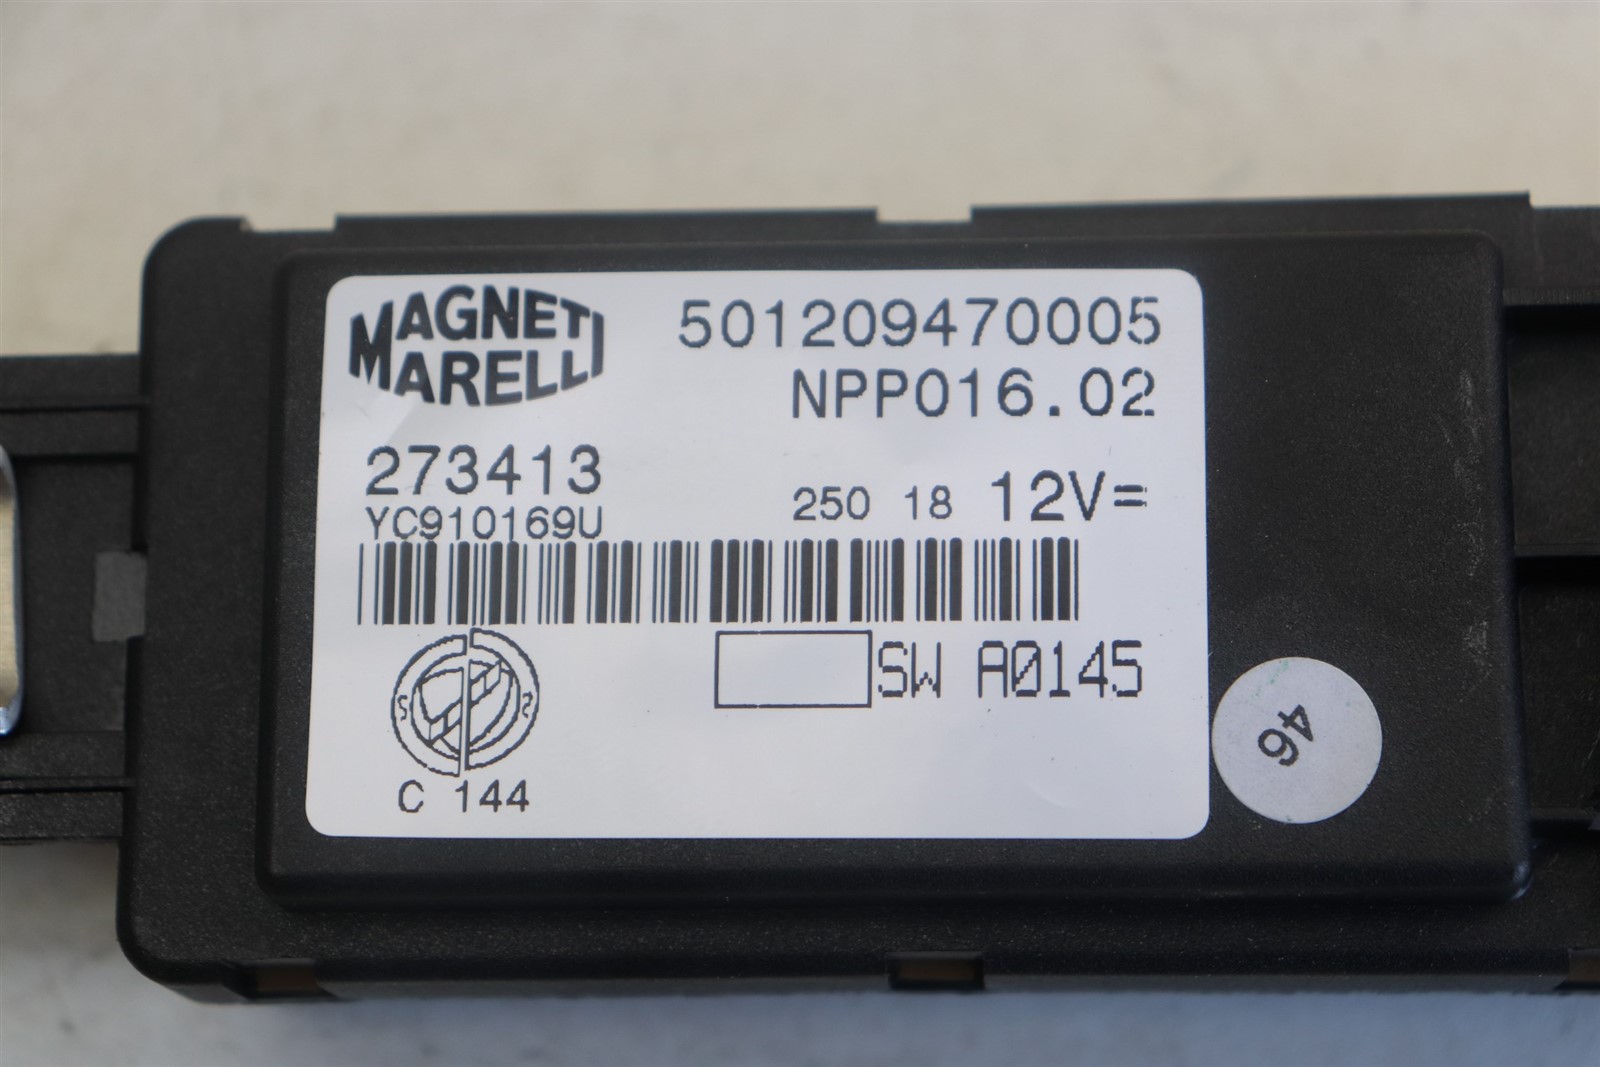 MAGNETI
MARELLI
501209470005
NPP016.02
273413
YC910169U
250 18 12V=
SW A0145
C 144
46